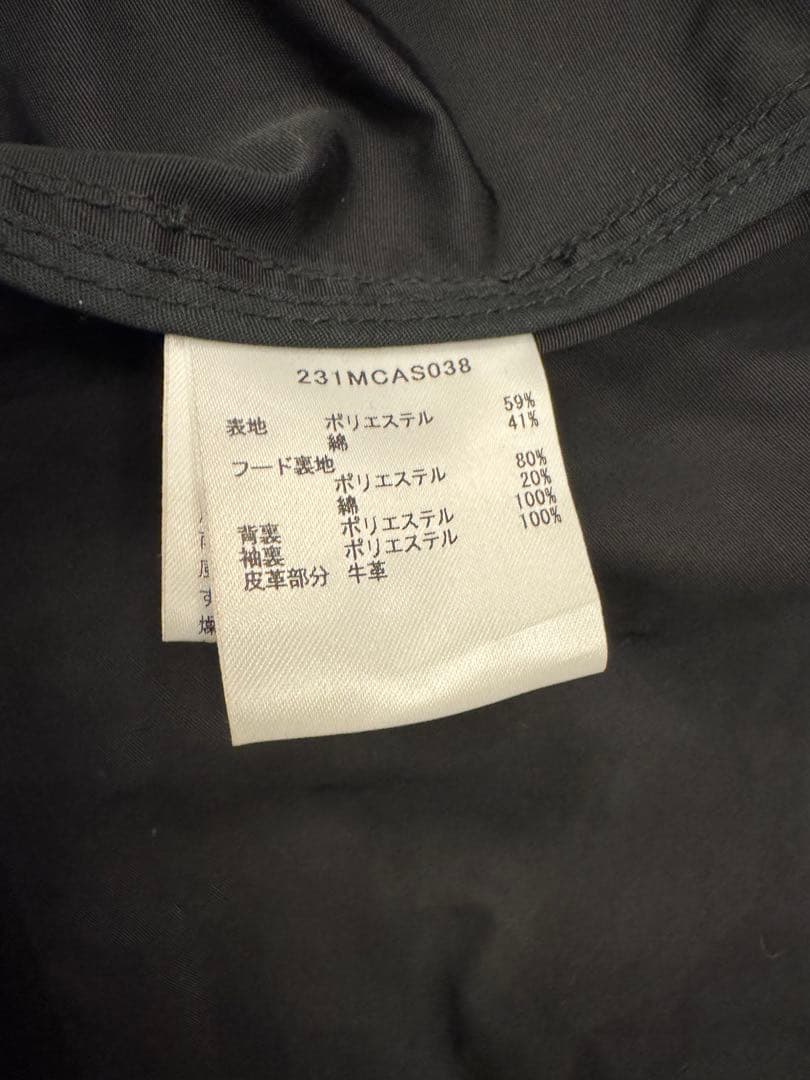 231MCAS038
表地 ポリエステル 59%
綿 41%
フード裏地
ポリエステル 80%
綿 20%
背裏 ポリエステル 100%
袖裏 ポリエステル 100%
皮革部分 牛革